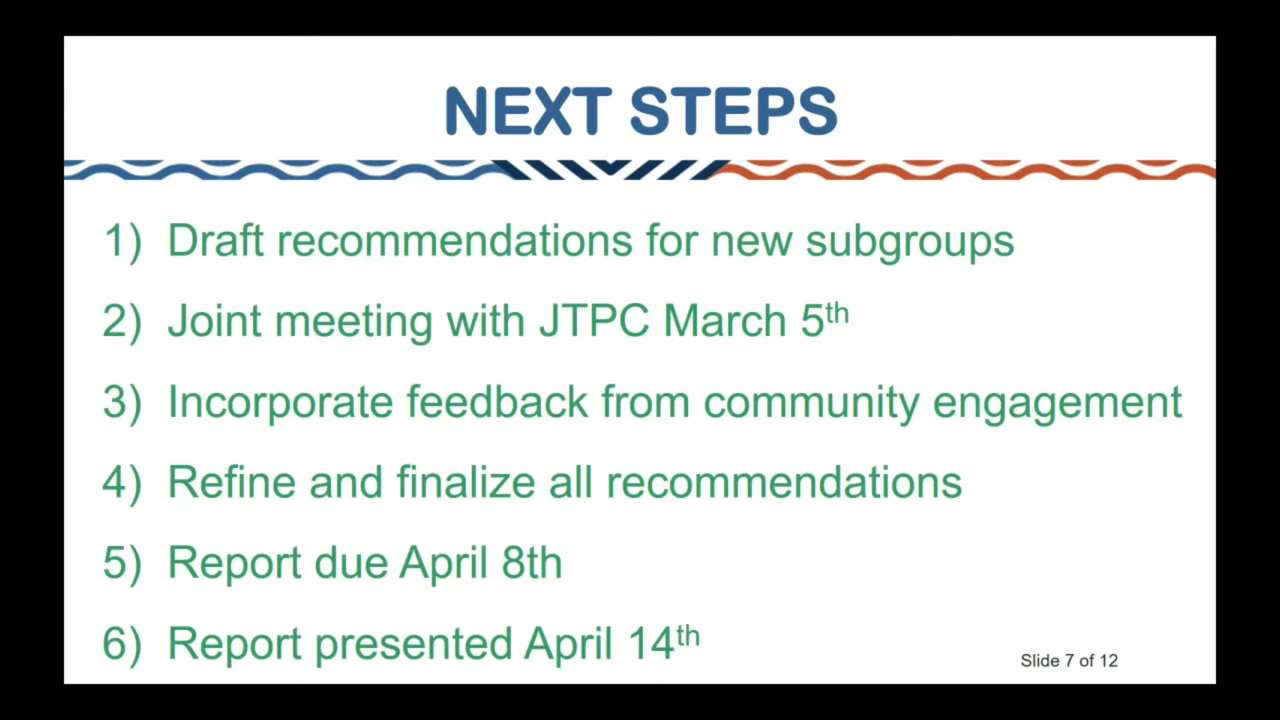 NEXT STEPS
1) Draft recommendations for new subgroups
2) Joint meeting with JTPC March 5th
3) Incorporate feedback from community engagement
4) Refine and finalize all recommendations
5) Report due April 8th
6) Report presented April 14th
Slide 7 of 12